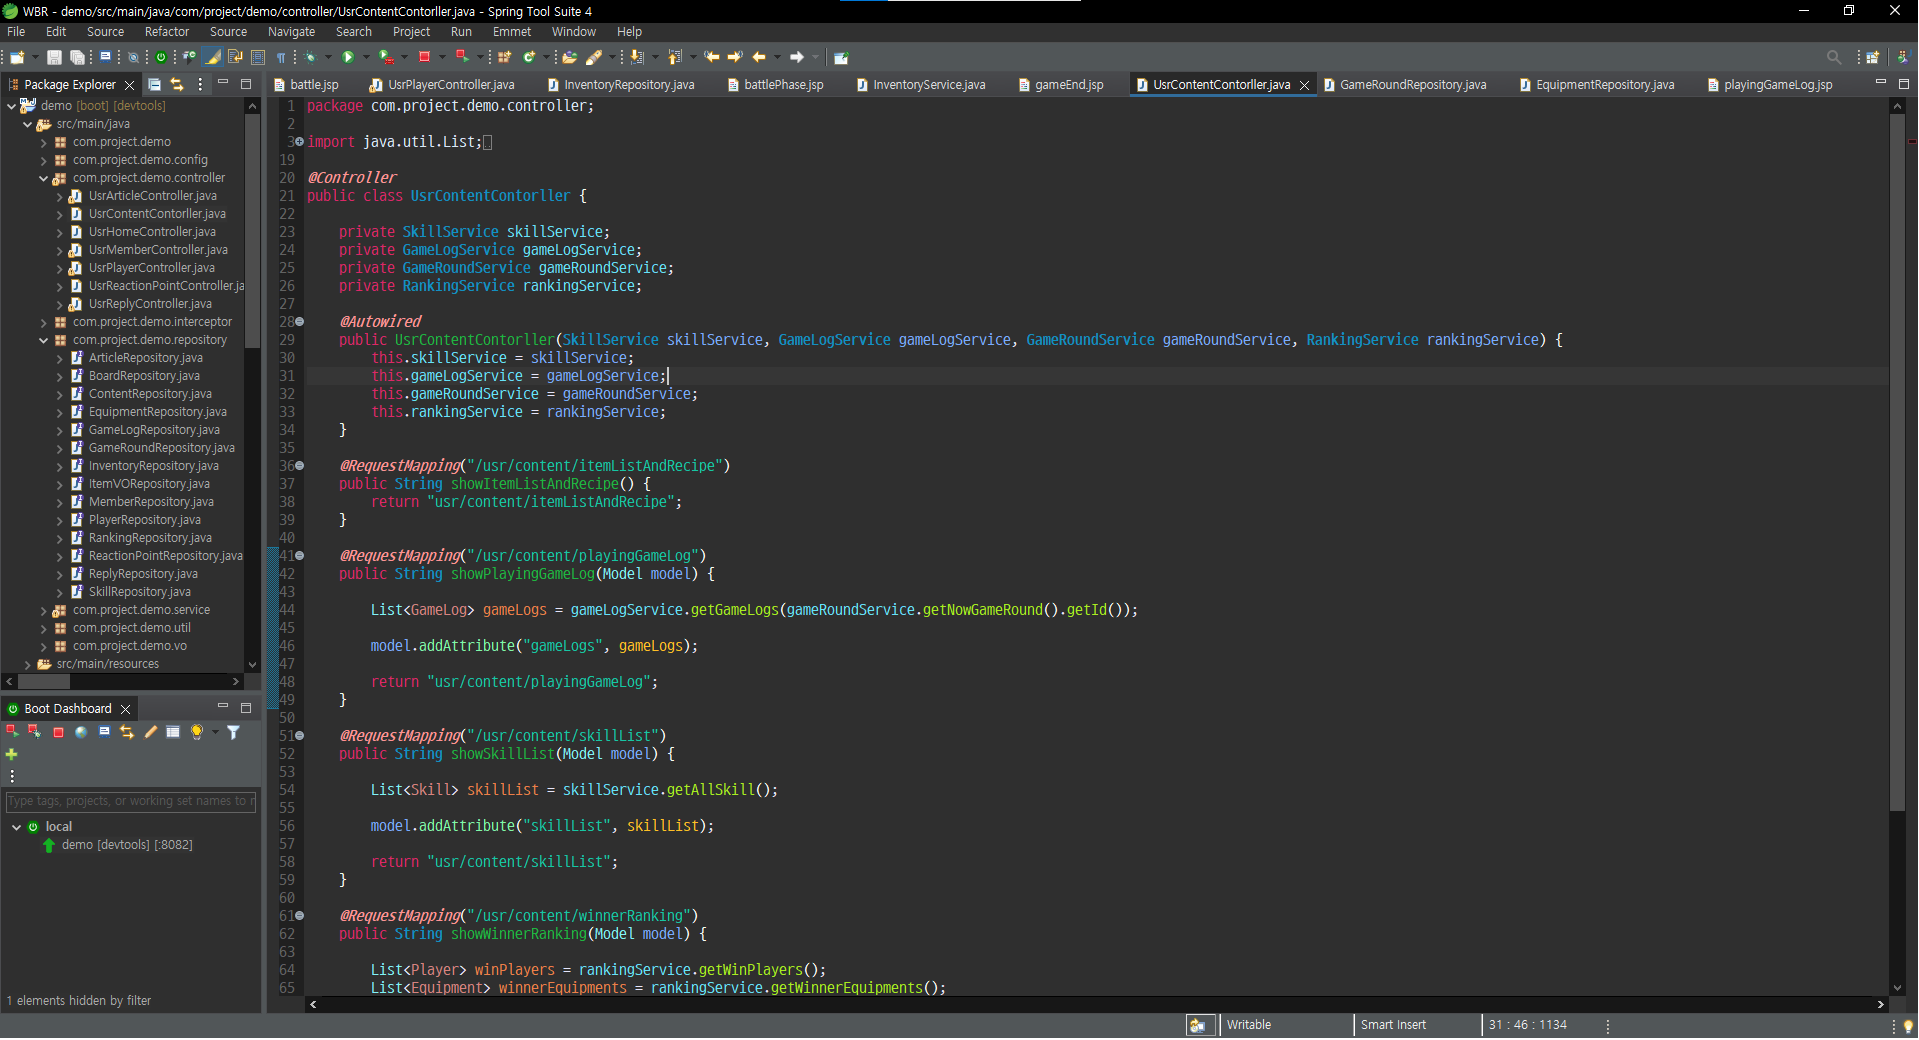 WBR - demo/src/main/java/com/project/demo/controller/UsrContentContorller.java - Spring Tool Suite 4
File Edit Source Refactor Source Navigate Search Project Run Emmet Window Help
Package Explorer
demo [boot] [devtools]
src/main/java
com.project.demo
com.project.demo.config
com.project.demo.controller
UsrArticleController.java
UsrContentContorller.java
UsrHomeController.java
UsrMemberController.java
UsrPlayerController.java
UsrReactionPointController.ja
UsrReplyController.java
com.project.demo.interceptor
com.project.demo.repository
ArticleRepository.java
BoardRepository.java
ContentRepository.java
EquipmentRepository.java
GameLogRepository.java
GameRoundRepository.java
InventoryRepository.java
ItemVORepository.java
MemberRepository.java
PlayerRepository.java
RankingRepository.java
ReactionPointRepository.java
ReplyRepository.java
SkillRepository.java
com.project.demo.service
com.project.demo.util
com.project.demo.vo
src/main/resources
Boot Dashboard
Type tags, projects, or working set names to r
local
demo [devtools] [:8082]
1 elements hidden by filter
battle.jsp UsrPlayerController.java InventoryRepository.java battlePhase.jsp InventoryService.java gameEnd.jsp UsrContentContorller.java GameRoundRepository.java EquipmentRepository.java playingGameLog.jsp
1 package com.project.demo.controller;
2
3 import java.util.List;
19
20 @Controller
21 public class UsrContentContorller {
22
23 private SkillService skillService;
24 private GameLogService gameLogService;
25 private GameRoundService gameRoundService;
26 private RankingService rankingService;
27
28 @Autowired
29 public UsrContentContorller(SkillService skillService, GameLogService gameLogService, GameRoundService gameRoundService, RankingService rankingService) {
30 this.skillService = skillService;
31 this.gameLogService = gameLogService;
32 this.gameRoundService = gameRoundService;
33 this.rankingService = rankingService;
34 }
35
36 @RequestMapping("/usr/content/itemListAndRecipe")
37 public String showItemListAndRecipe() {
38 return "usr/content/itemListAndRecipe";
39 }
40
41 @RequestMapping("/usr/content/playingGameLog")
42 public String showPlayingGameLog(Model model) {
43
44 List<GameLog> gameLogs = gameLogService.getGameLogs(gameRoundService.getNowGameRound().getId());
45
46 model.addAttribute("gameLogs", gameLogs);
47
48 return "usr/content/playingGameLog";
49 }
50
51 @RequestMapping("/usr/content/skillList")
52 public String showSkillList(Model model) {
53
54 List<Skill> skillList = skillService.getAllSkill();
55
56 model.addAttribute("skillList", skillList);
57
58 return "usr/content/skillList";
59 }
60
61 @RequestMapping("/usr/content/winnerRanking")
62 public String showWinnerRanking(Model model) {
63
64 List<Player> winPlayers = rankingService.getWinPlayers();
65 List<Equipment> winnerEquipments = rankingService.getWinnerEquipments();
Writable Smart Insert 31 : 46 : 1134